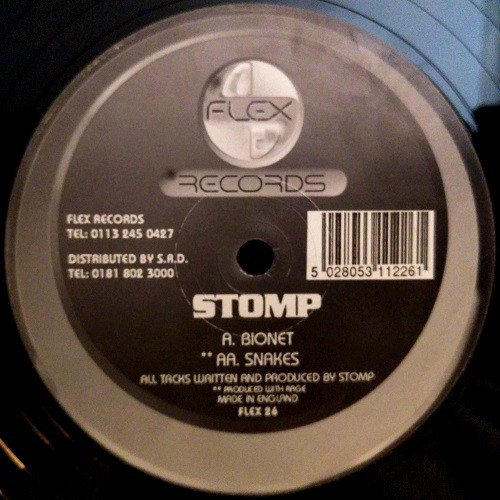 FLEX
RECORDS
FLEX RECORDS
TEL: 0113 245 0427
DISTRIBUTED BY S.R.D.
TEL: 0181 802 3000
5 028053 112261
STOMP
A. BIONET
** AA. SNAKES
ALL TRCKS WRITTEN AND PRODUCED BY STOMP
** PRODUCED WITH RAGE
MADE IN ENGLAND
FLEX 26